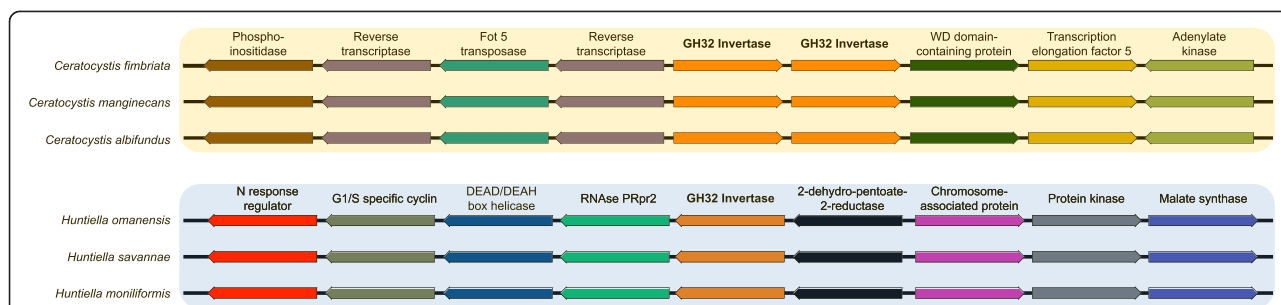 Phospho-
inositidase
Reverse
transcriptase
Fot 5
transposase
Reverse
transcriptase
GH32 Invertase
GH32 Invertase
WD domain-
containing protein
Transcription
elongation factor 5
Adenylate
kinase
Ceratocystis fimbriata
Ceratocystis manginecans
Ceratocystis albifundus
N response
regulator
G1/S specific cyclin
DEAD/DEAH
box helicase
RNAse PRpr2
GH32 Invertase
2-dehydro-pentoate-
2-reductase
Chromosome-
associated protein
Protein kinase
Malate synthase
Huntiella omanensis
Huntiella savannae
Huntiella moniliformis